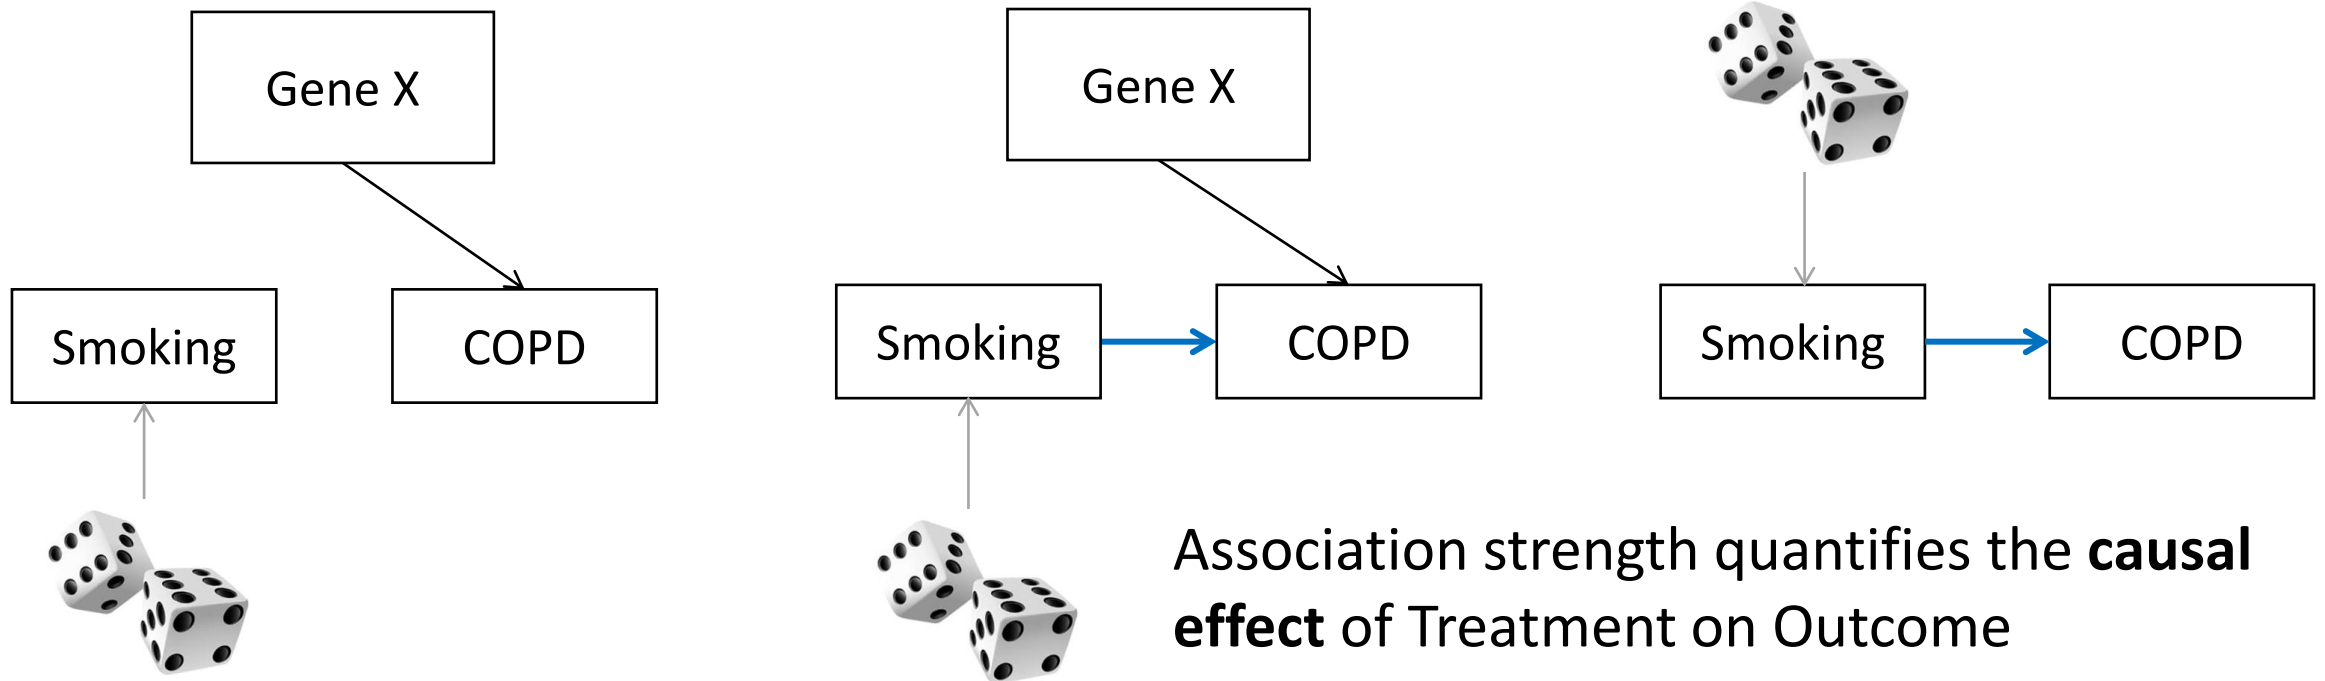 Gene X
Smoking
COPD
Gene X
Smoking
COPD
Smoking
COPD
Association strength quantifies the causal
effect of Treatment on Outcome